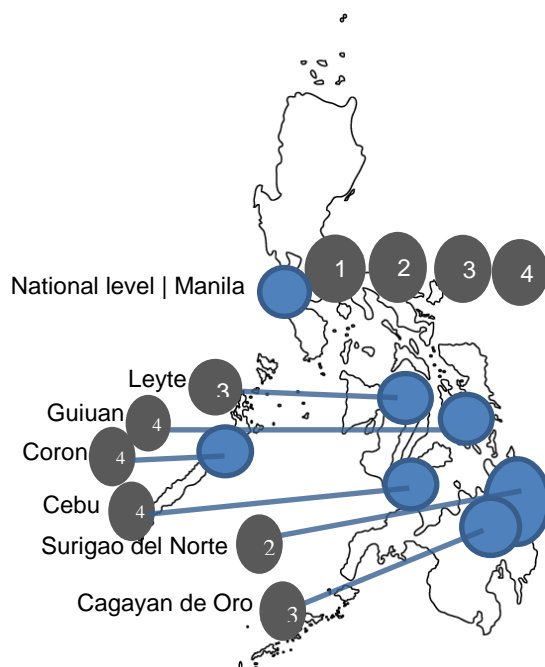 1 2 3 4
National level | Manila
Leyte 3
Guiuan 4
Coron 4
Cebu 4
Surigao del Norte 2
Cagayan de Oro 3